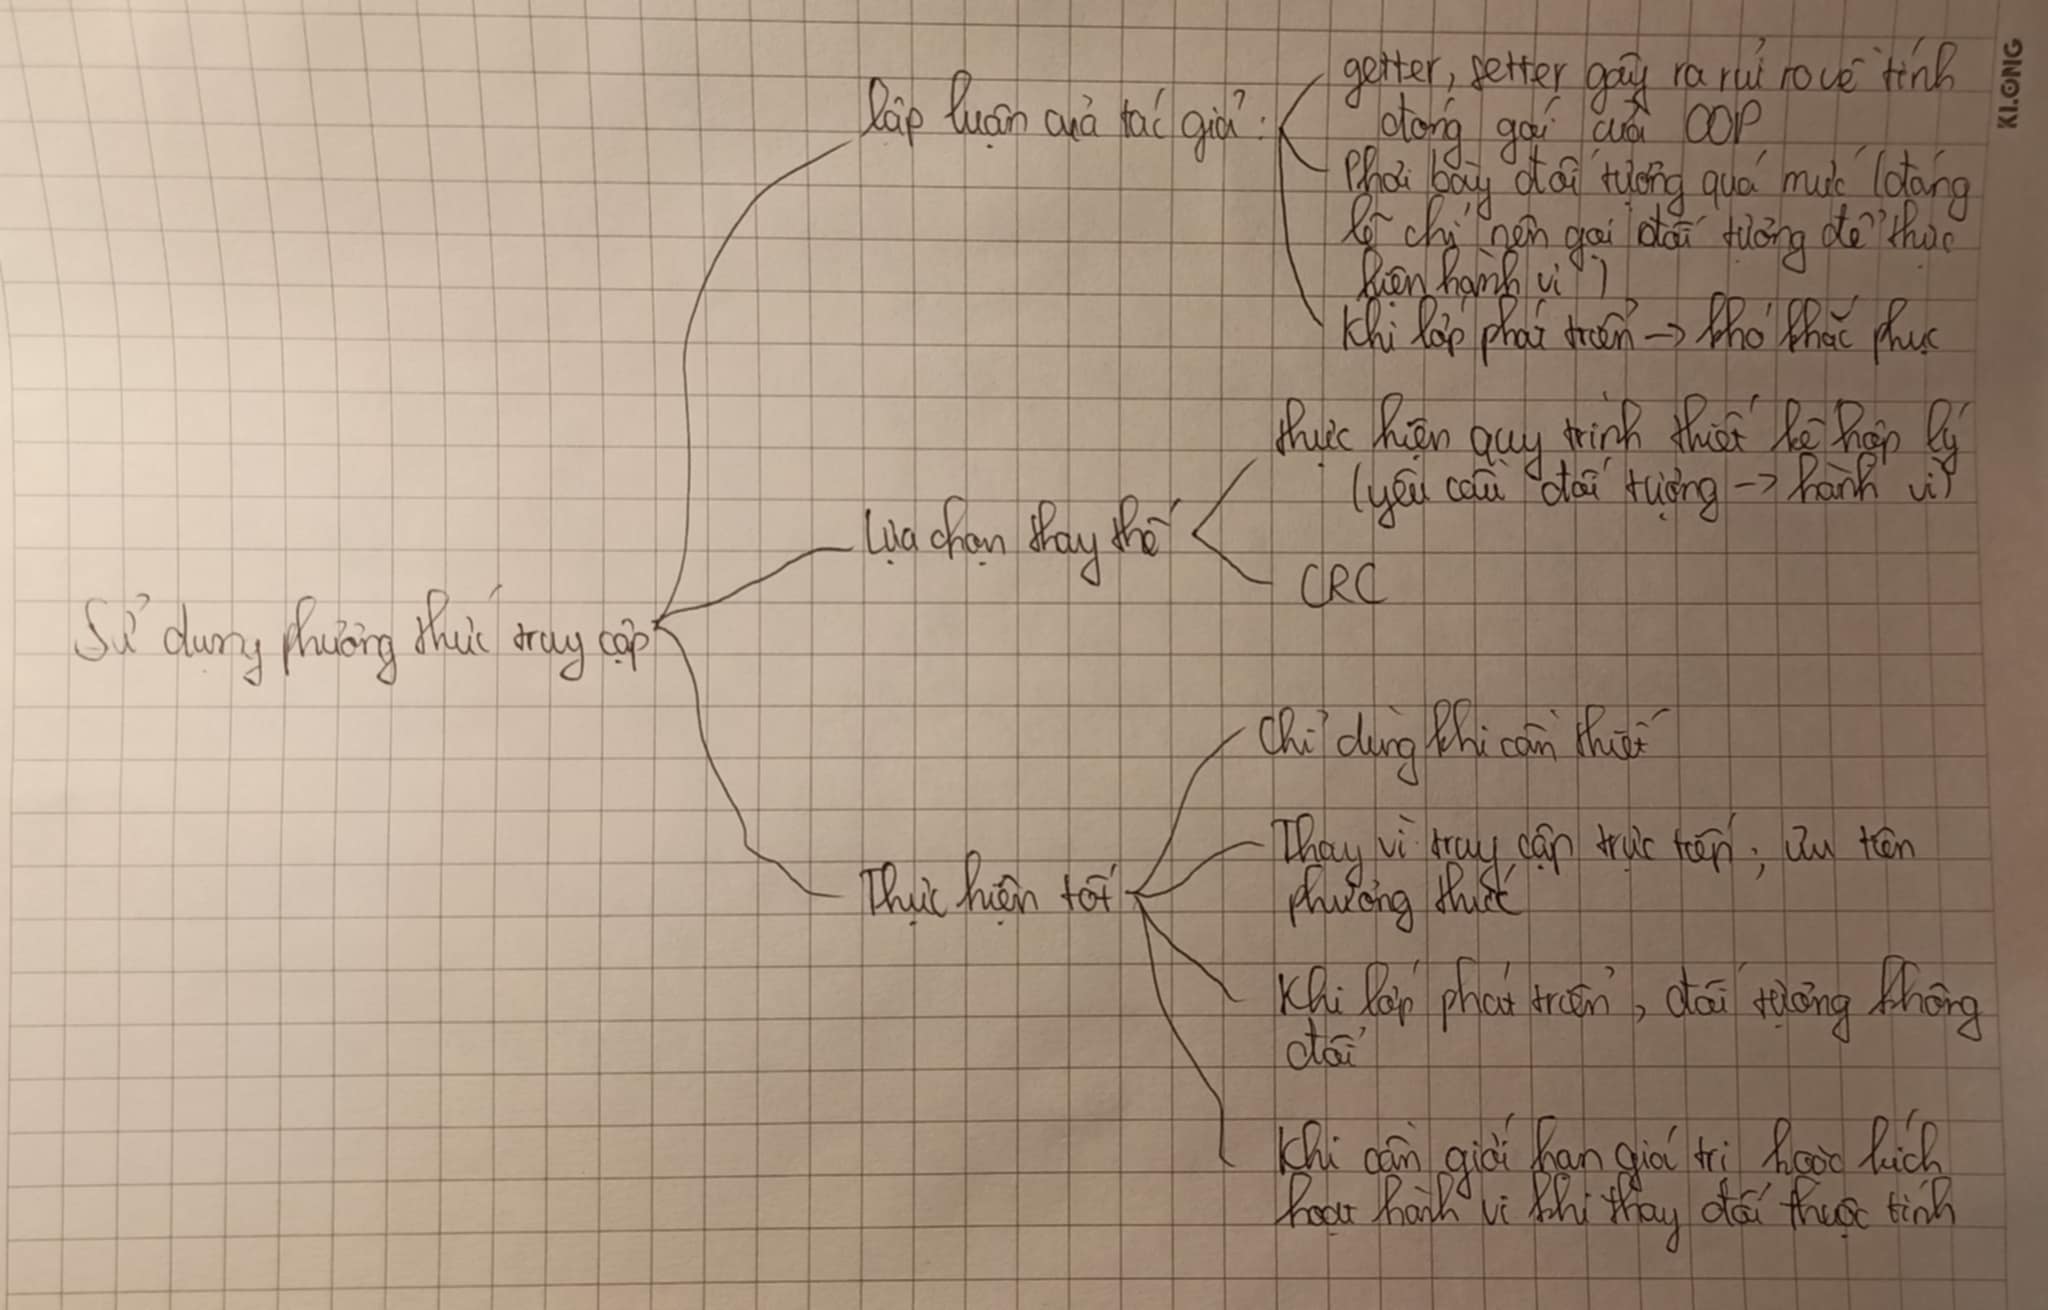 Sử dụng phương thức truy cập
lập luận của tác giả:
getter, setter gây ra rủi ro về tính
đóng gói của OOP
Phơi bày đối tượng quá mức (đáng
lẽ chỉ nên gọi đối tượng để thực
hiện hành vi)
Khi lớp phát triển -> khó khắc phục
Lựa chọn thay thế
thực hiện quy trình thiết kế hợp lý
(yêu cầu đối tượng -> hành vi)
CRC
Thực hiện tốt
Chỉ dùng khi cần thiết
Thay vì truy cập trực tiếp, ưu tiên
phương thức
Khi lớp phát triển, đối tượng không
đổi
Khi cần giới hạn giá trị hoặc kích
hoạt hành vi khi thay đổi thuộc tính
KLONG